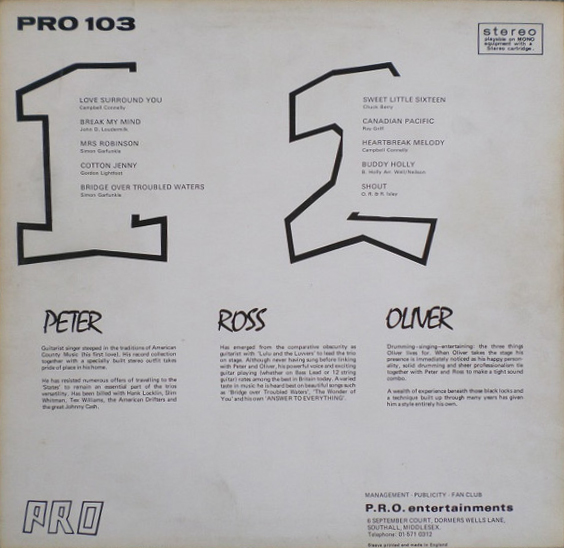 PRO 103
stereo
playable on MONO
equipment with a
Stereo cartridge.
1
LOVE SURROUND YOU
Campbell Connelly
BREAK MY MIND
John D. Loudermilk
MRS ROBINSON
Simon Garfunkle
COTTON JENNY
Gordon Lightfoot
BRIDGE OVER TROUBLED WATERS
Simon Garfunkle
2
SWEET LITTLE SIXTEEN
Chuck Berry
CANADIAN PACIFIC
Ray Griff
HEARTBREAK MELODY
Campbell Connelly
BUDDY HOLLY
B. Holly Arr. Watt/Neilson
SHOUT
O. R. & R. Isley
PETER
Guitarist singer steeped in the traditions of American
County Music (his first love). His record collection
together with a specially built stereo outfit takes
pride of place in his home.
He has resisted numerous offers of travelling to the
'States' to remain an essential part of the trios
versatility. Has been billed with Hank Locklin, Slim
Whitman, Tex Williams, the American Drifters and
the great Johnny Cash.
ROSS
Has emerged from the comparative obscurity as
guitarist with 'Lulu and the Luvvers' to lead the trio
on stage. Although never having sung before linking
with Peter and Oliver, his powerful voice and exciting
guitar playing (whether on Bass Lead or 12 string
guitar) rates among the best in Britain today. A varied
taste in music he is heard best on beautiful songs such
as 'Bridge over Troubled Waters', 'The Wonder of
You' and his own 'ANSWER TO EVERYTHING'.
OLIVER
Drumming-singing-entertaining: the three things
Oliver lives for. When Oliver takes the stage his
presence is immediately noticed as his happy person-
ality, solid drumming and sheer professionalism tie
together with Peter and Ross to make a tight sound
combo.
A wealth of experience beneath those black locks and
a technique built up through many years has given
him a style entirely his own.
PRO
MANAGEMENT · PUBLICITY · FAN CLUB
P.R.O. entertainments
6 SEPTEMBER COURT, DORMERS WELLS LANE,
SOUTHALL, MIDDLESEX.
Telephone: 01-571 0312
Sleeve printed and made in England